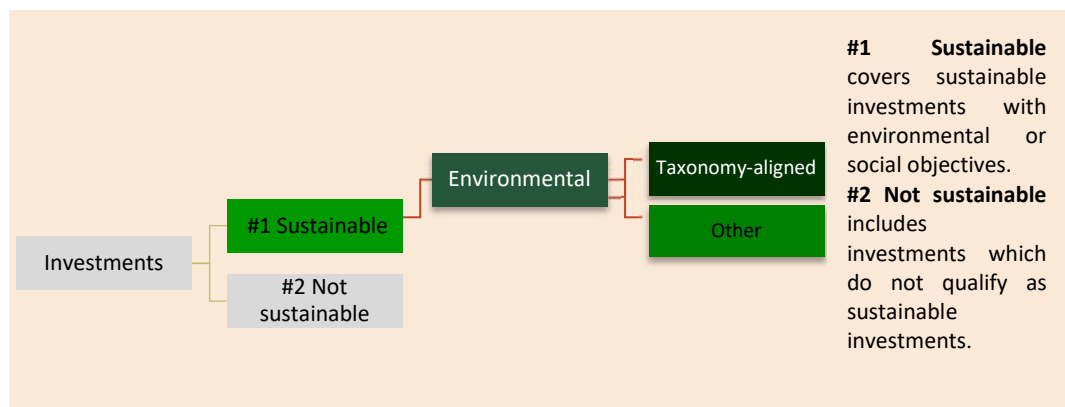 Investments
#1 Sustainable
#2 Not
sustainable
Environmental
Taxonomy-aligned
Other
#1 Sustainable
covers sustainable
investments with
environmental or
social objectives.
#2 Not sustainable
includes
investments which
do not qualify as
sustainable
investments.